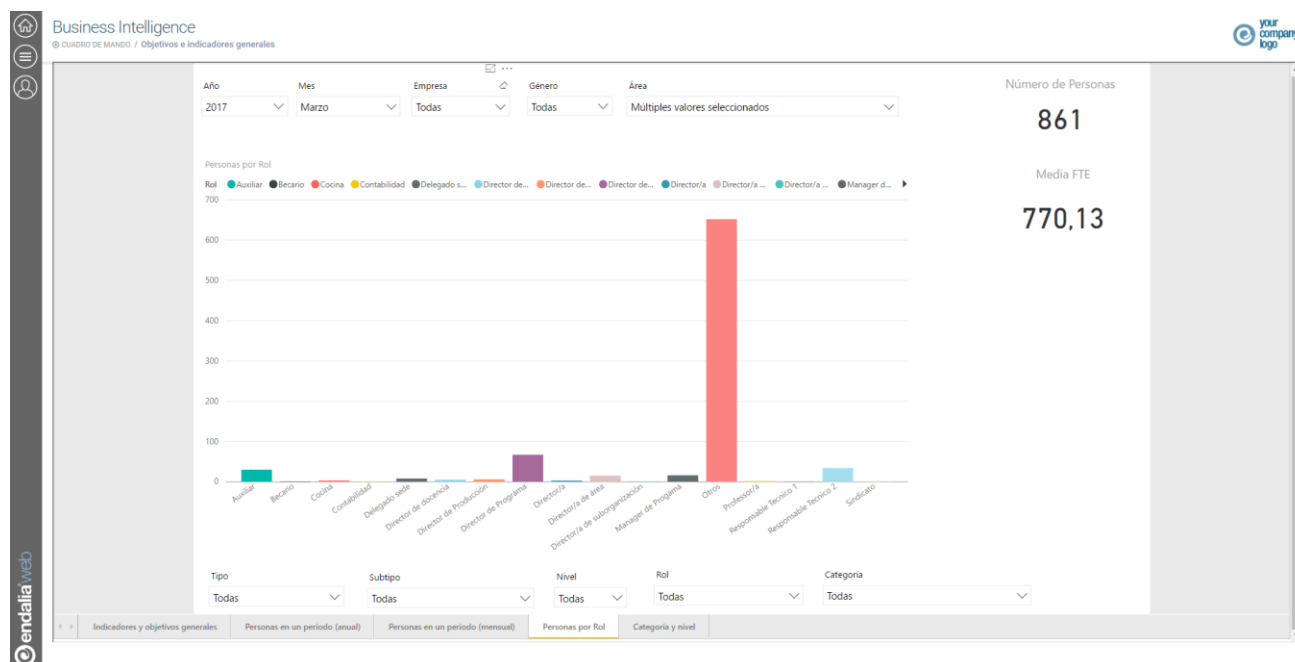 Business Intelligence
CUADRO DE MANDO / Objetivos e indicadores generales
your
company
logo
Año Mes Empresa Género Área
2017 Marzo Todas Todas Múltiples valores seleccionados
Número de Personas
861
Media FTE
770,13
Personas por Rol
Rol Auxiliar Becario Cocina Contabilidad Delegado s... Director de... Director de... Director de... Director/a Director/a ... Director/a ... Manager d...
700
600
500
400
300
200
100
0
Auxiliar
Becario
Cocina
Contabilidad
Delegado sede
Director de docencia
Director de Producción
Director de Programa
Director/a
Director/a de área
Director/a de suborganización
Manager de Progama
Otros
Professor/a
Responsable Tecnico 1
Responsable Tecnico 2
Sindicato
Tipo Subtipo Nivel Rol Categoria
Todas Todas Todas Todas Todas
Indicadores y objetivos generales Personas en un periodo (anual) Personas en un periodo (mensual) Personas por Rol Categoría y nivel
endalia web